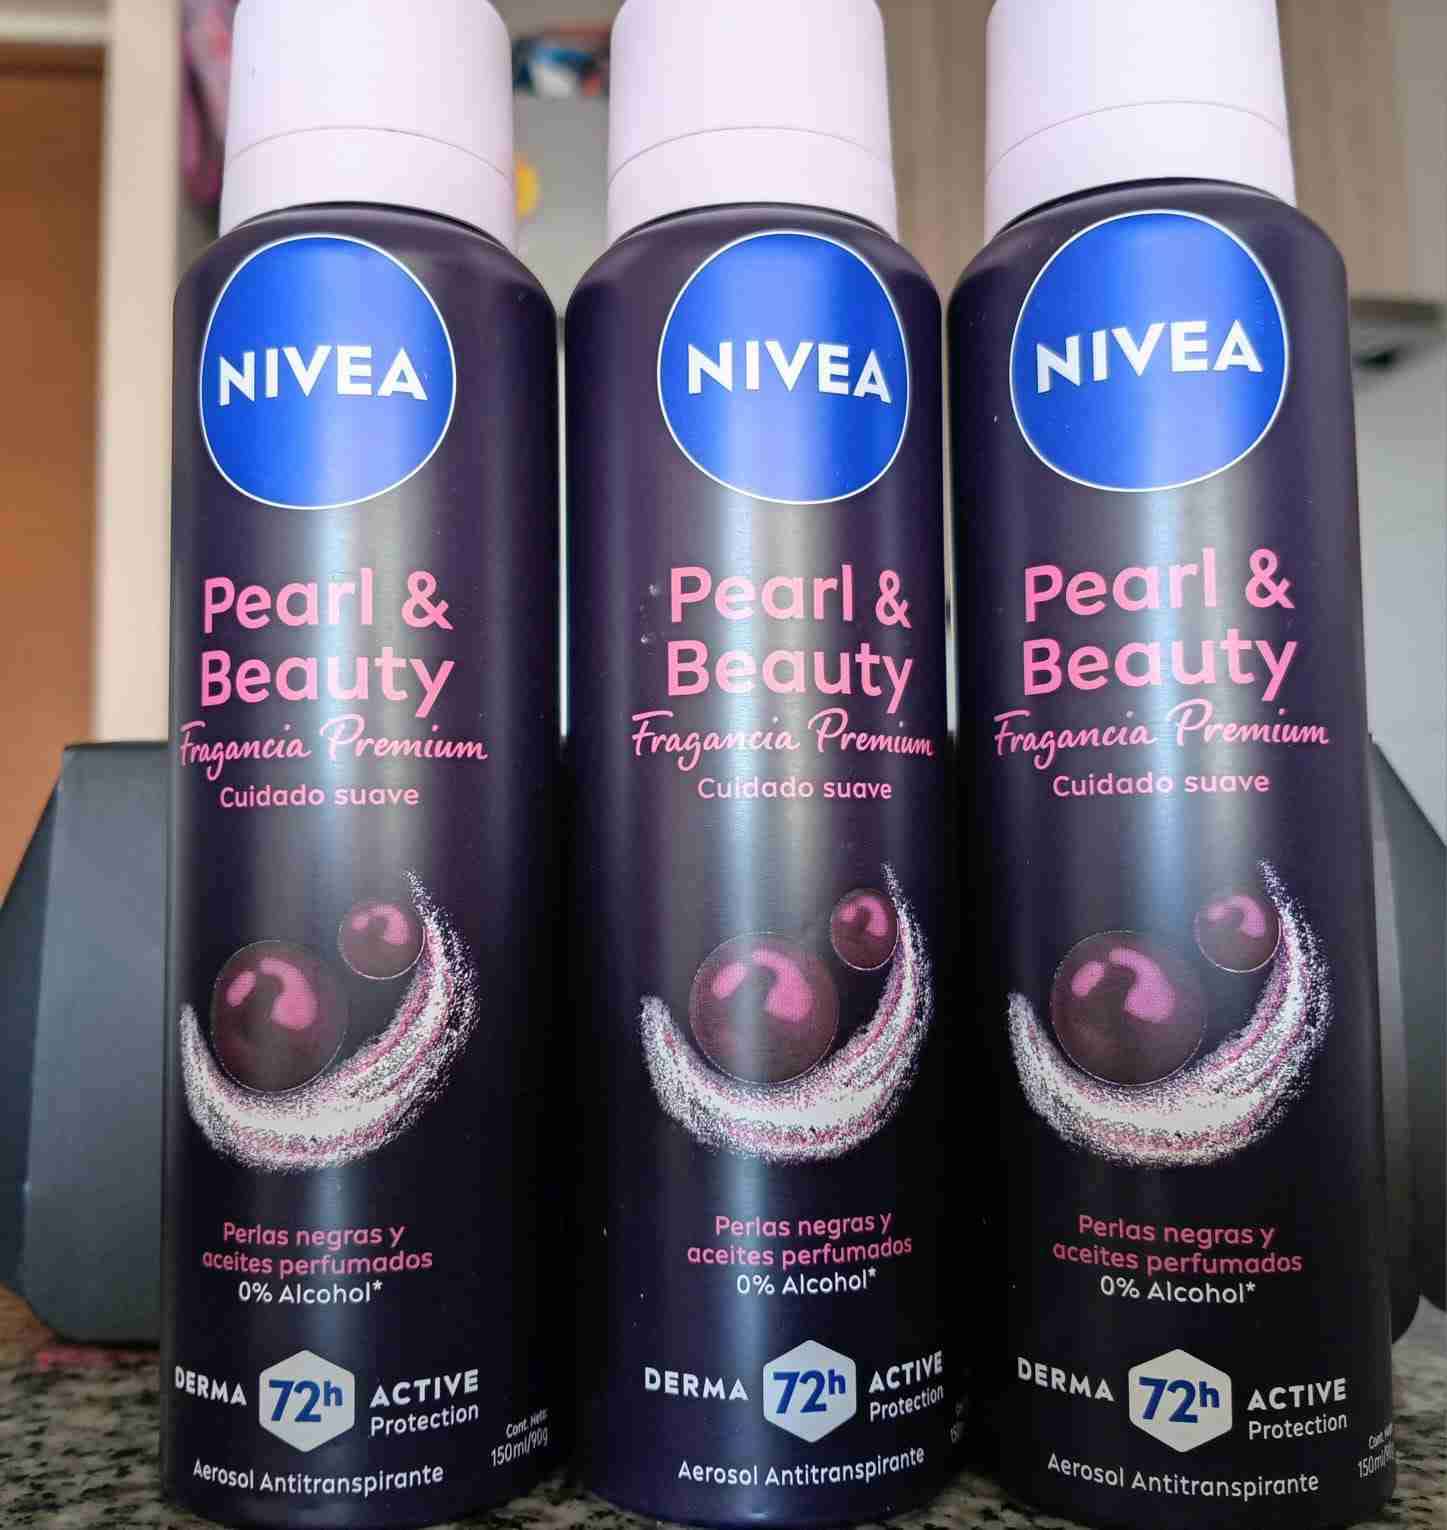 NIVEA
Pearl &
Beauty
Fragancia Premium
Cuidado suave
Perlas negras y
aceites perfumados
0% Alcohol*
DERMA 72h ACTIVE
Protection
Cont. Neto
150ml/90g
Aerosol Antitranspirante
NIVEA
Pearl &
Beauty
Fragancia Premium
Cuidado suave
Perlas negras y
aceites perfumados
0% Alcohol*
DERMA 72h ACTIVE
Protection
Aerosol Antitranspirante
NIVEA
Pearl &
Beauty
Fragancia Premium
Cuidado suave
Perlas negras y
aceites perfumados
0% Alcohol*
DERMA 72h ACTIVE
Protection
Cont.
150ml/90
Aerosol Antitranspirante